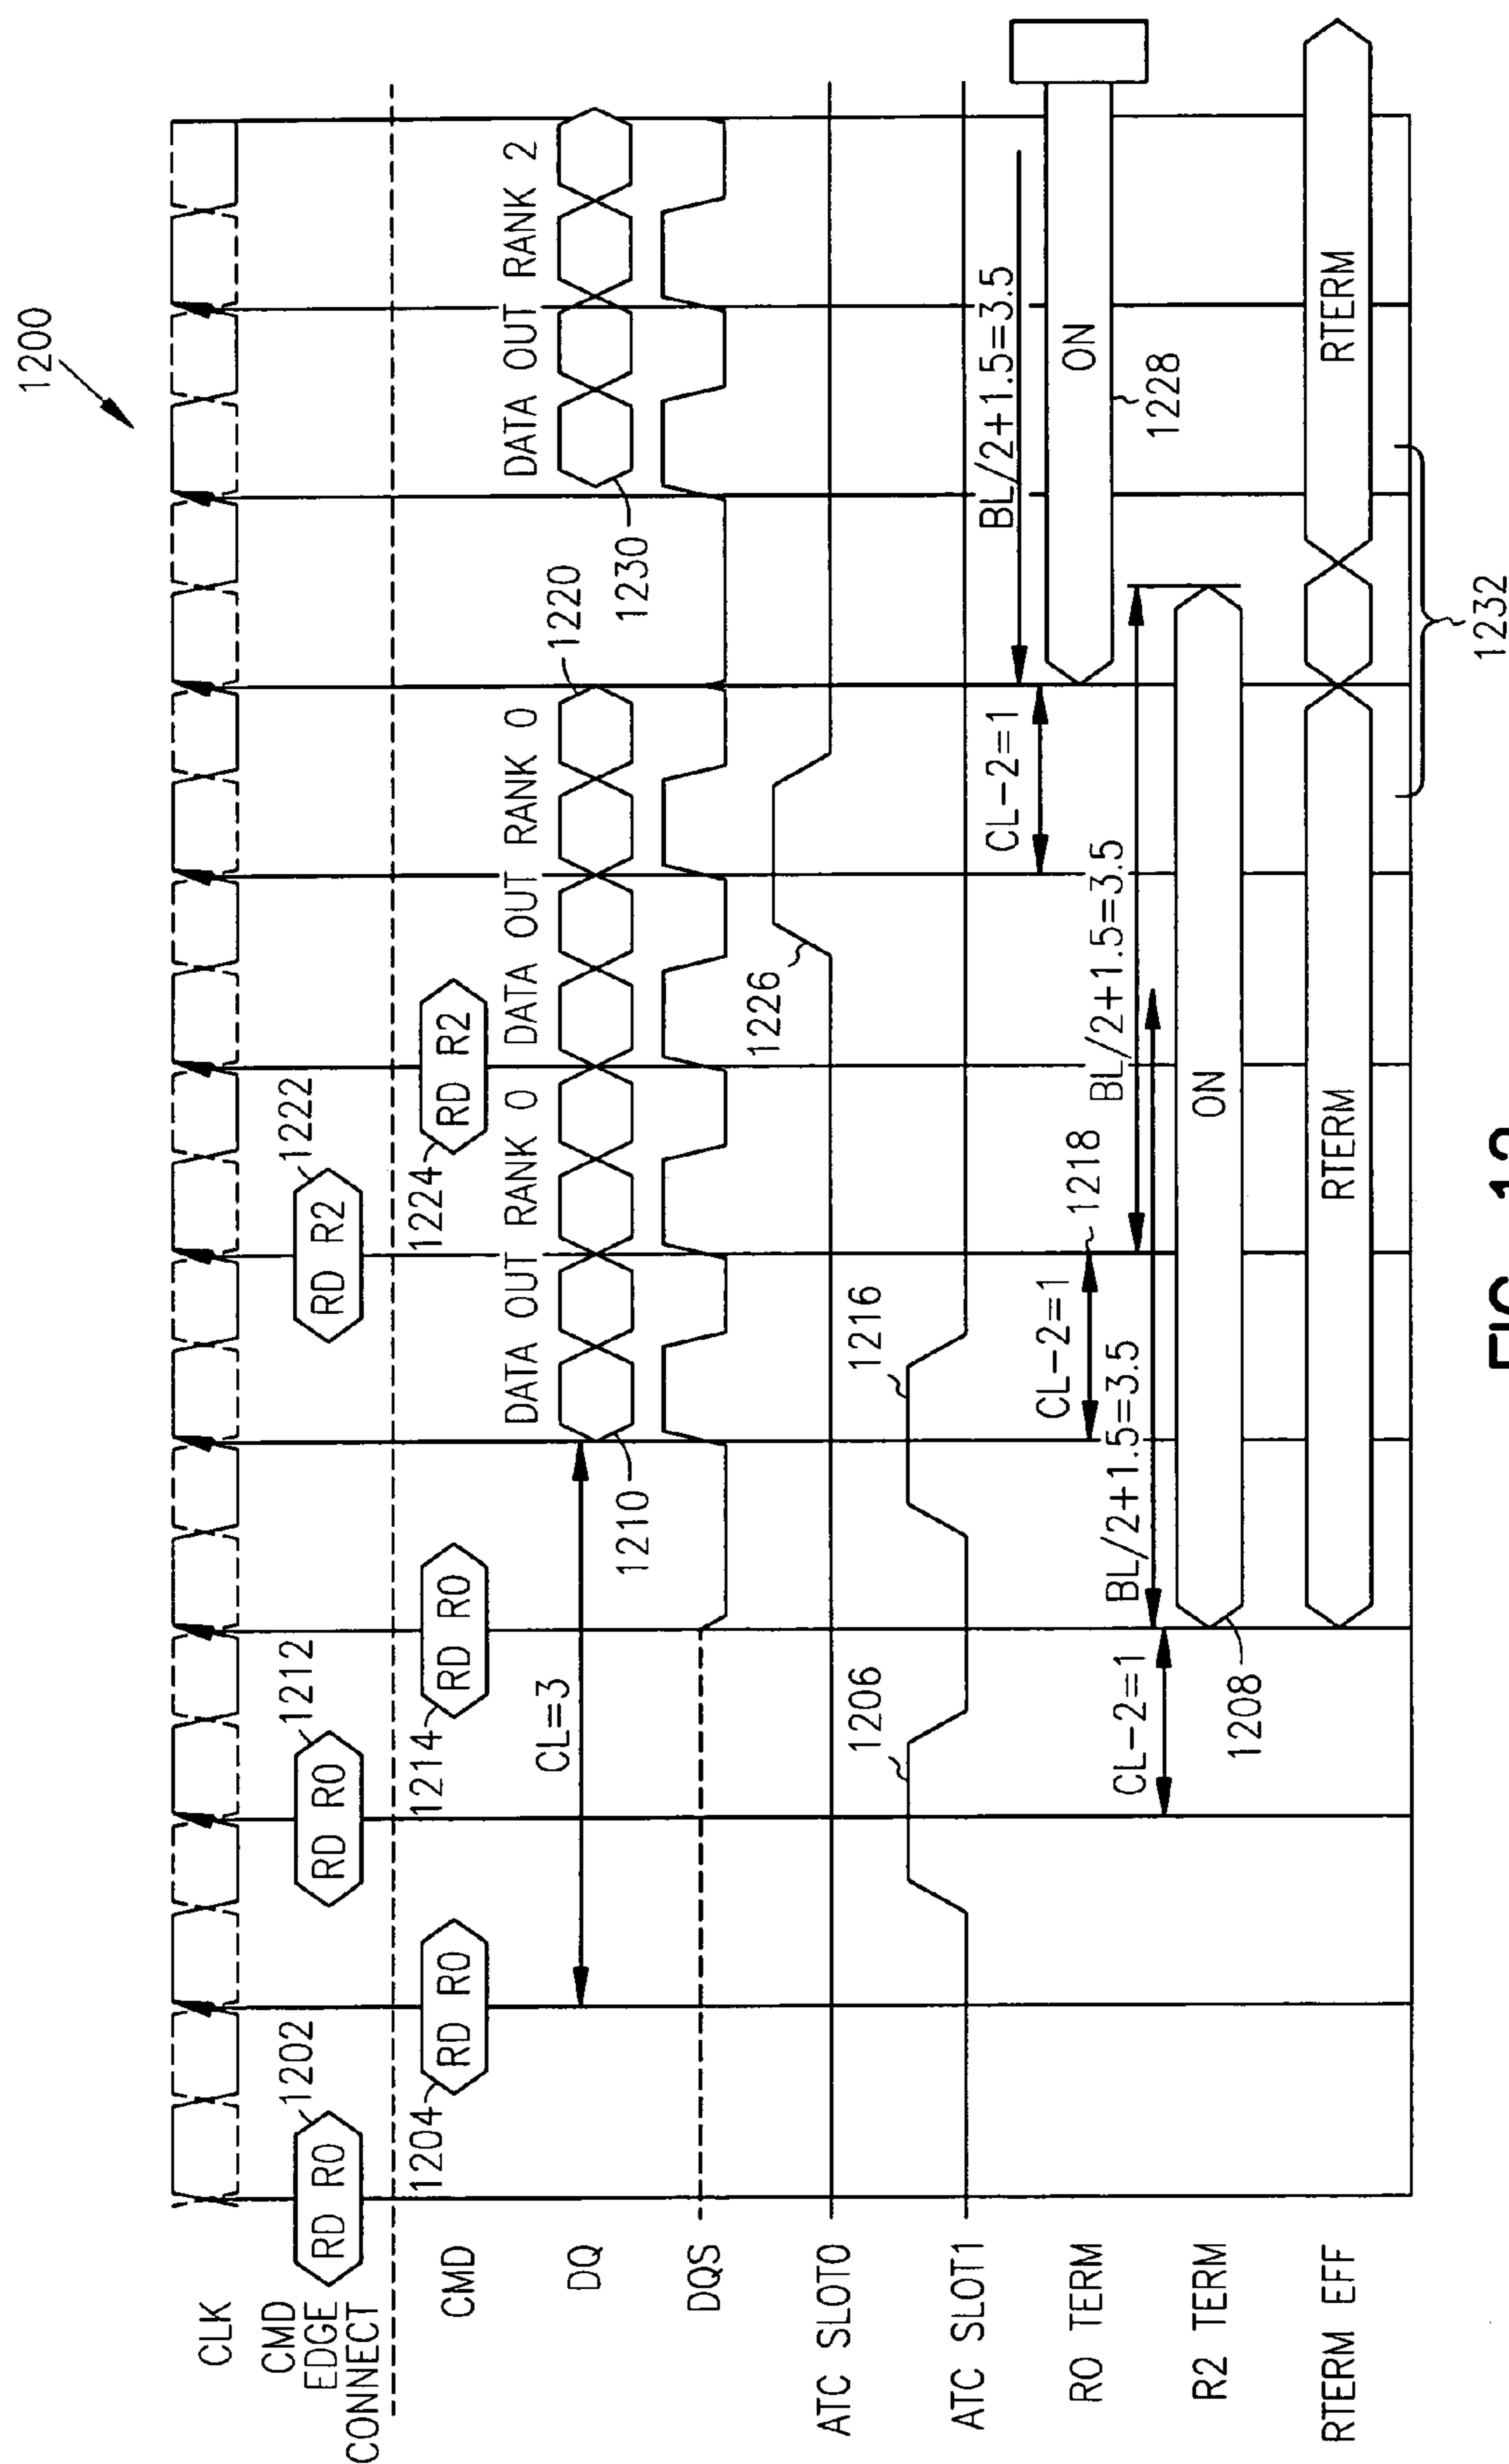 1200
CLK
CMD
EDGE
CONNECT
RD R0
1202
RD R0
1212
RD R2
1222
CMD
1204
RD R0
1214
RD R0
1224
RD R2
DQ
CL=3
DATA OUT RANK 0
DATA OUT RANK 0
DATA OUT RANK 2
1210
1220
1230
DQS
ATC SLOT0
1226
ATC SLOT1
1206
1216
R0 TERM
CL-2=1
1218
CL-2=1
BL/2+1.5=3.5
ON
1228
R2 TERM
CL-2=1
BL/2+1.5=3.5
BL/2+1.5=3.5
1208
ON
RTERM EFF
RTERM
RTERM
1232